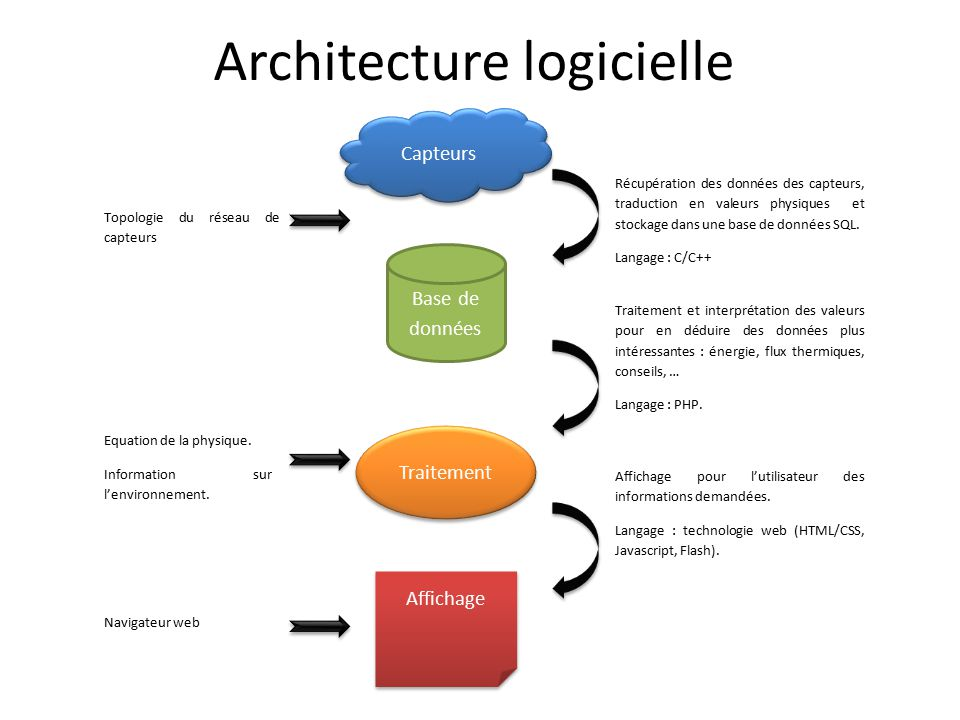 Architecture logicielle
Capteurs
Récupération des données des capteurs,
traduction en valeurs physiques et
stockage dans une base de données SQL.
Langage : C/C++
Topologie du réseau de
capteurs
Base de
données
Traitement et interprétation des valeurs
pour en déduire des données plus
intéressantes : énergie, flux thermiques,
conseils, …
Langage : PHP.
Equation de la physique.
Information sur
l’environnement.
Traitement
Affichage pour l’utilisateur des
informations demandées.
Langage : technologie web (HTML/CSS,
Javascript, Flash).
Affichage
Navigateur web